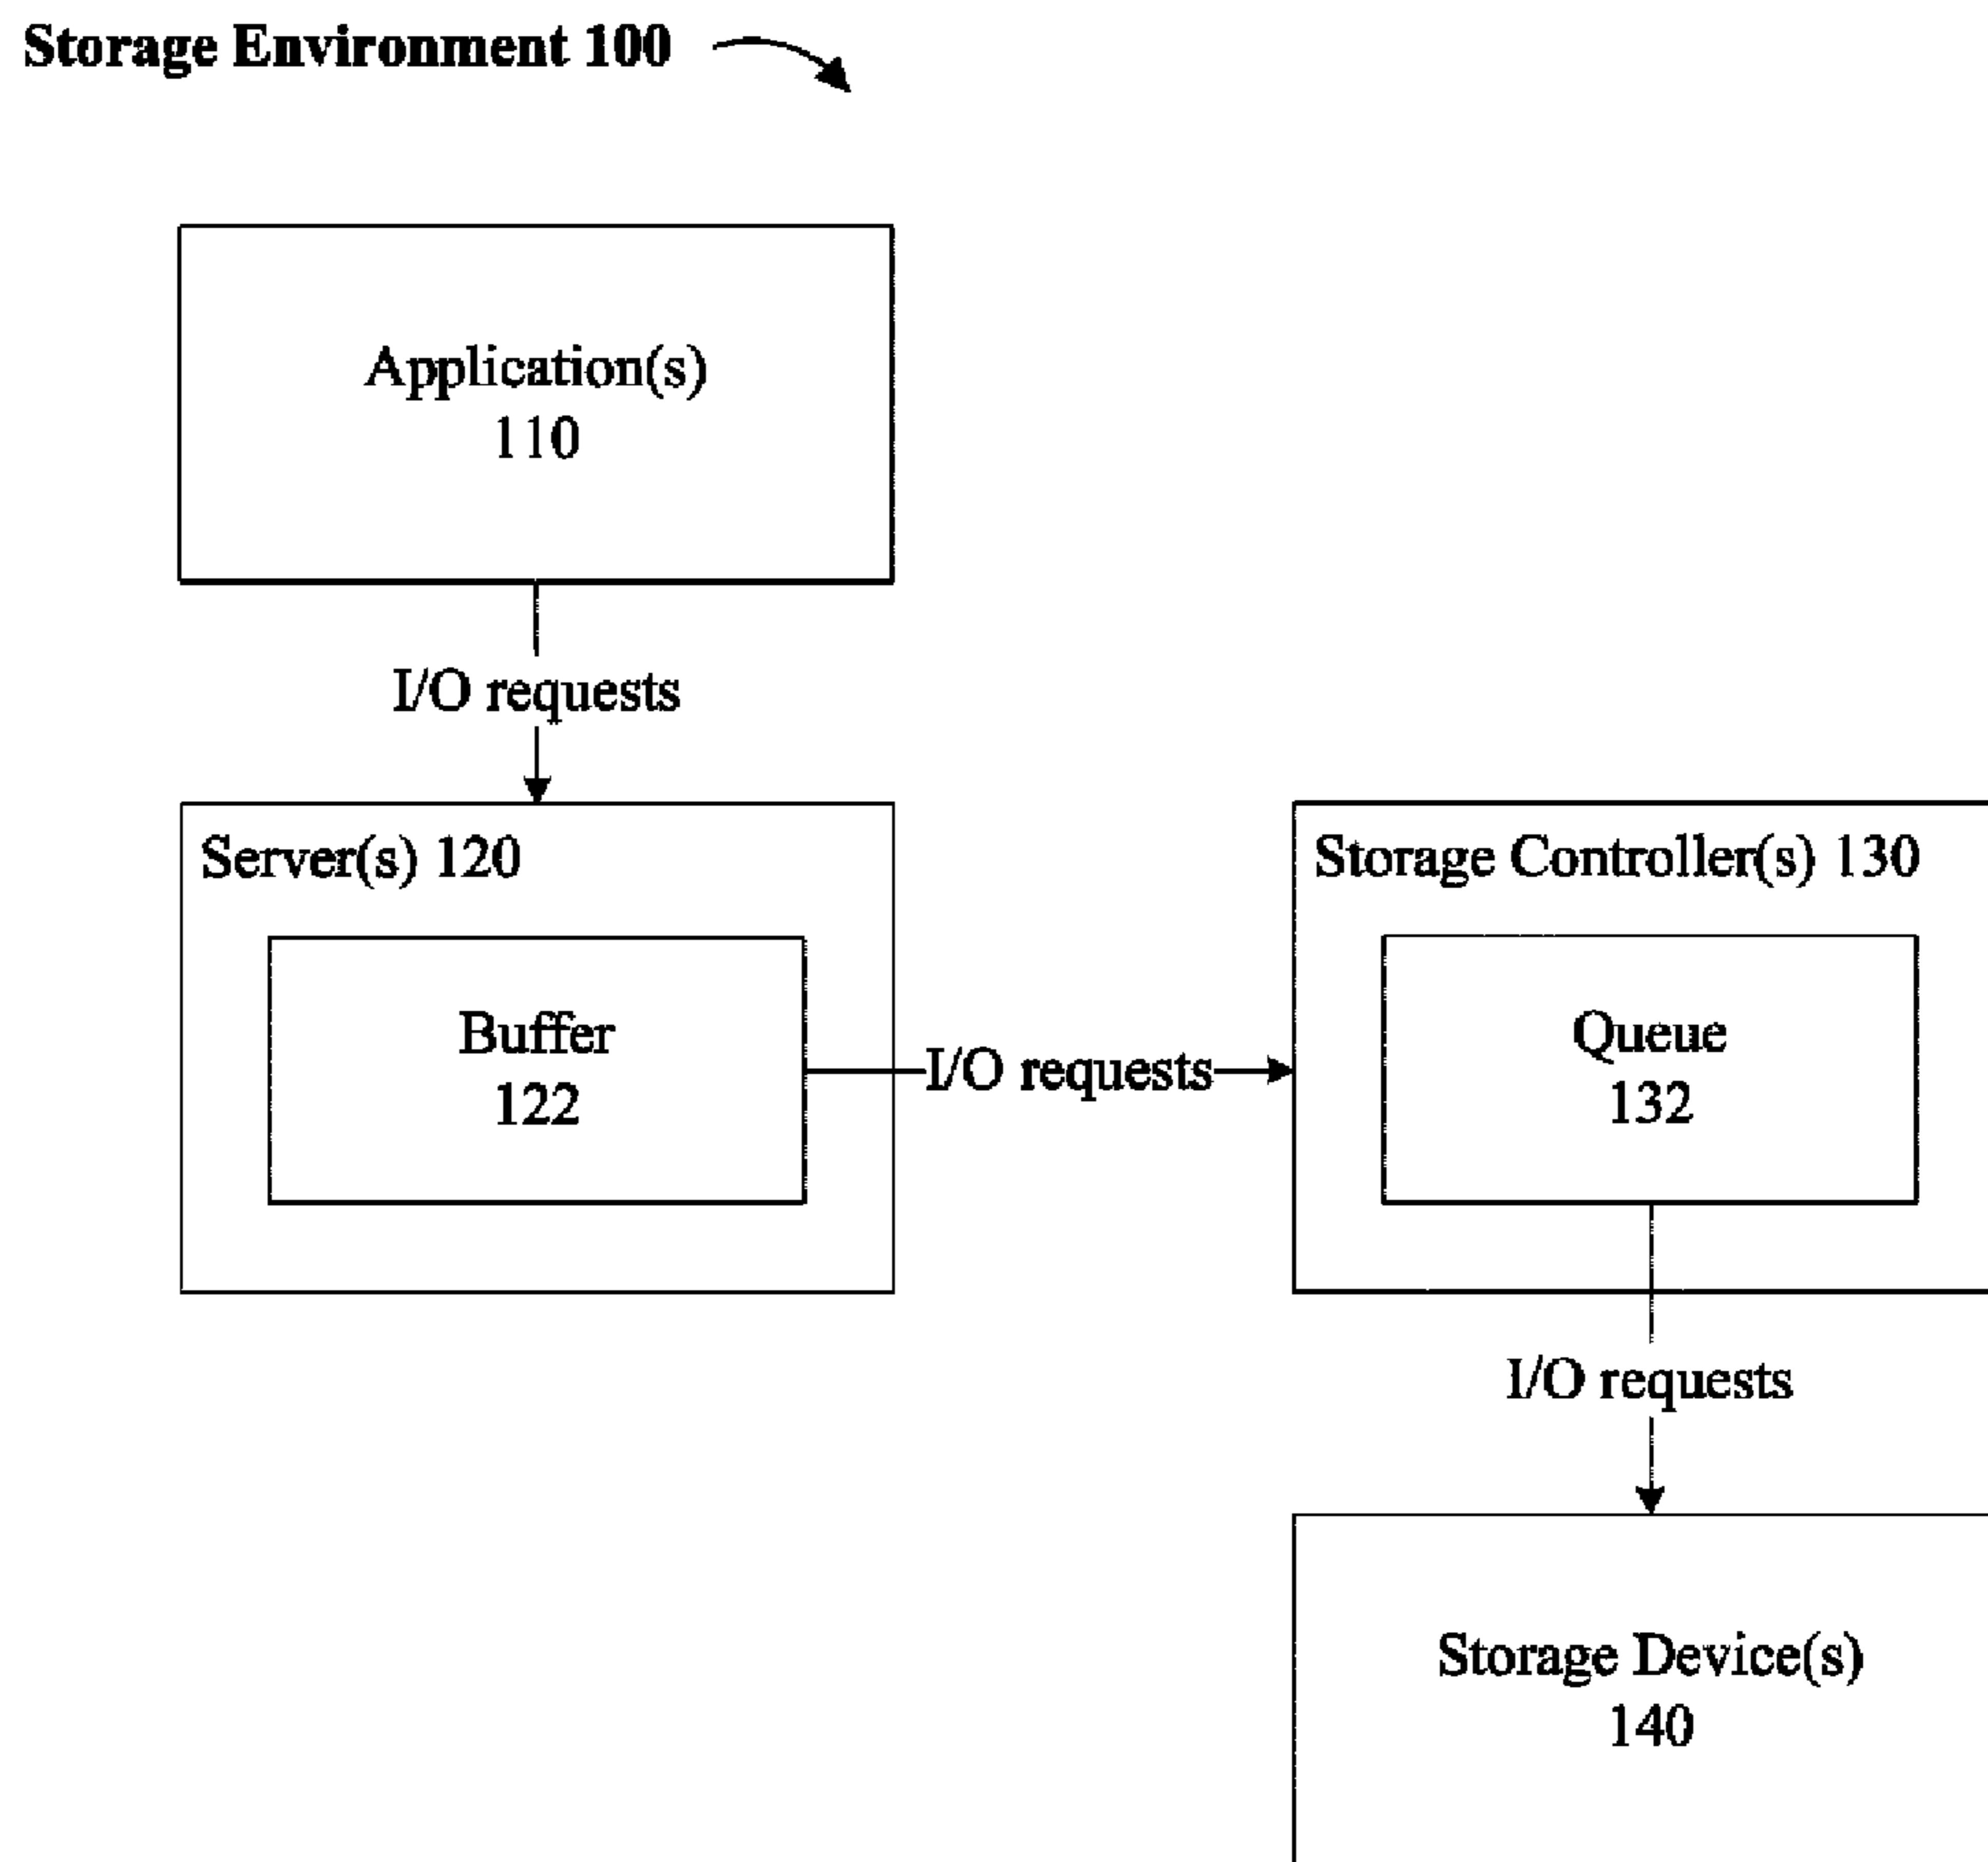 Storage Environment 100
Application(s)
110
I/O requests
Server(s) 120
Buffer
122
I/O requests
Storage Controller(s) 130
Queue
132
I/O requests
Storage Device(s)
140